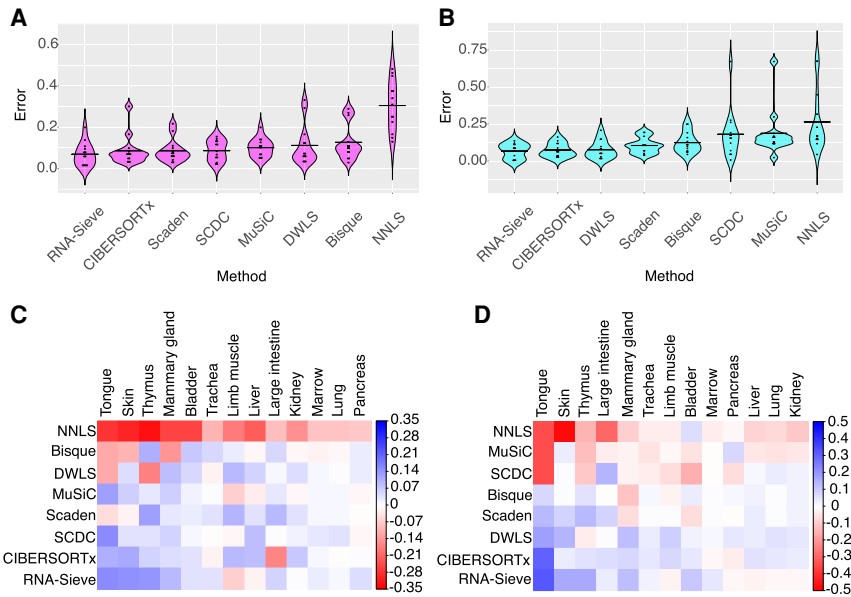 A
Error
0.6
0.4
0.2
0.0
RNA-Sieve
CIBERSORTx
Scaden
SCDC
MuSiC
DWLS
Bisque
NNLS
Method
B
Error
0.75
0.50
0.25
0.00
RNA-Sieve
CIBERSORTx
DWLS
Scaden
Bisque
SCDC
MuSiC
NNLS
Method
C
Tongue
Skin
Thymus
Mammary gland
Bladder
Trachea
Limb muscle
Liver
Large intestine
Kidney
Marrow
Lung
Pancreas
NNLS
Bisque
DWLS
MuSiC
Scaden
SCDC
CIBERSORTx
RNA-Sieve
0.35
0.28
0.21
0.14
0.07
0
-0.07
-0.14
-0.21
-0.28
-0.35
D
Tongue
Skin
Thymus
Large intestine
Mammary gland
Trachea
Limb muscle
Bladder
Marrow
Pancreas
Liver
Lung
Kidney
NNLS
MuSiC
SCDC
Bisque
Scaden
DWLS
CIBERSORTx
RNA-Sieve
0.5
0.4
0.3
0.2
0.1
0
-0.1
-0.2
-0.3
-0.4
-0.5